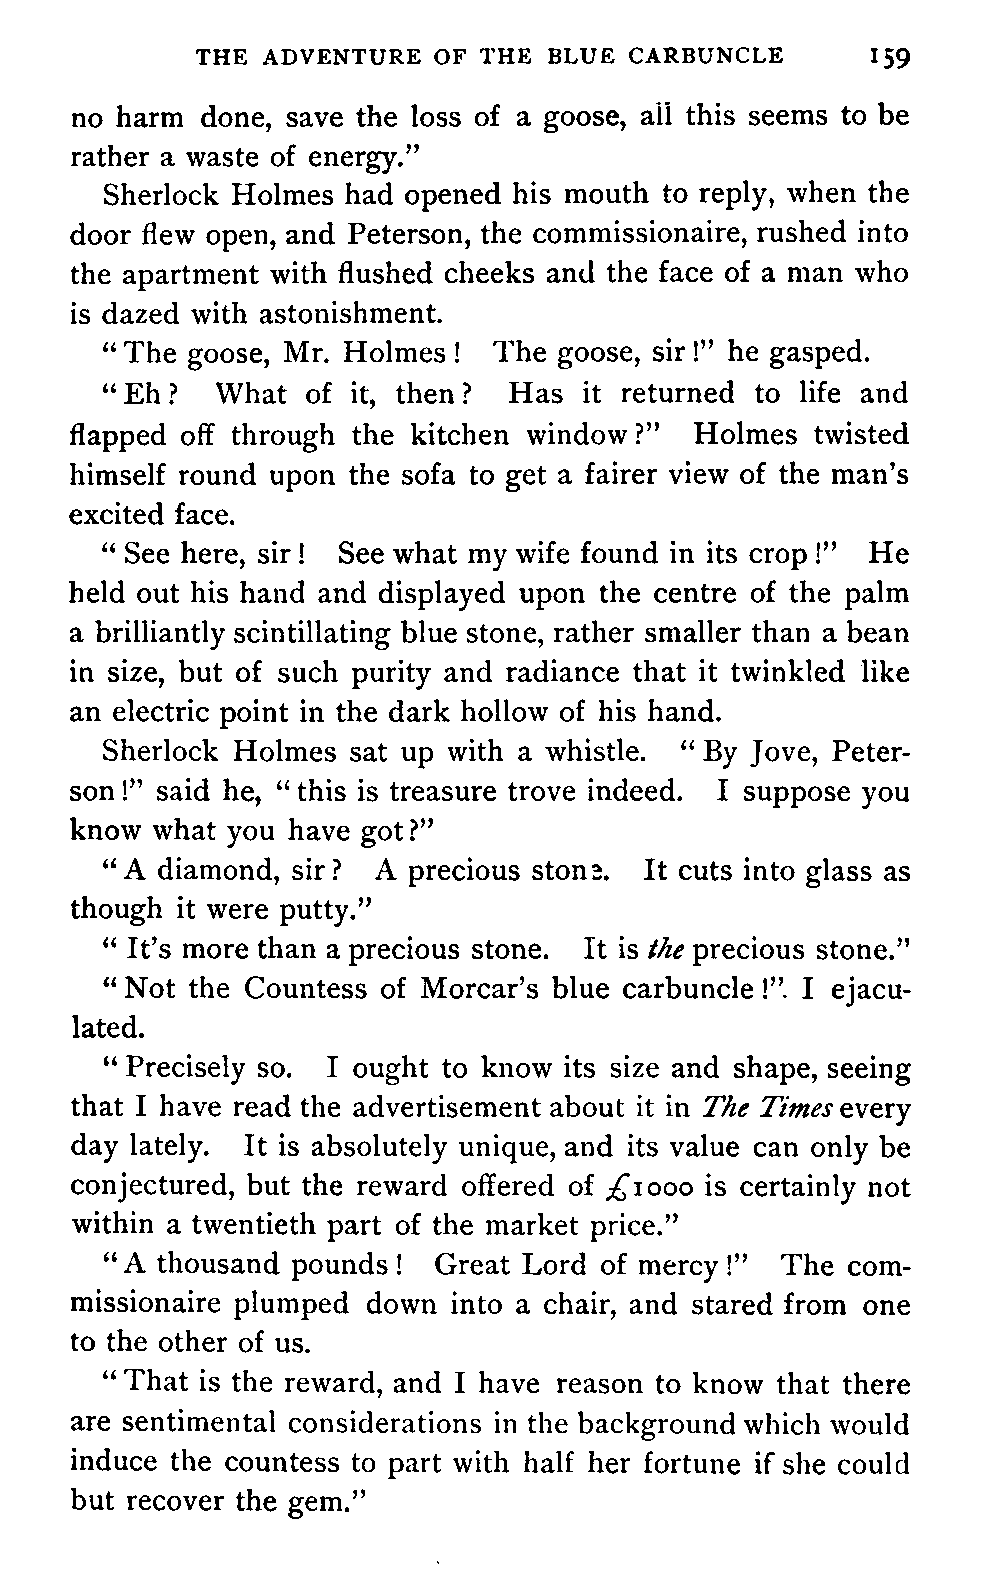 THE ADVENTURE OF THE BLUE CARBUNCLE 159
no harm done, save the loss of a goose, all this seems to be
rather a waste of energy.”
Sherlock Holmes had opened his mouth to reply, when the
door flew open, and Peterson, the commissionaire, rushed into
the apartment with flushed cheeks and the face of a man who
is dazed with astonishment.
“The goose, Mr. Holmes! The goose, sir!” he gasped.
“Eh? What of it, then? Has it returned to life and
flapped off through the kitchen window?” Holmes twisted
himself round upon the sofa to get a fairer view of the man’s
excited face.
“See here, sir! See what my wife found in its crop!” He
held out his hand and displayed upon the centre of the palm
a brilliantly scintillating blue stone, rather smaller than a bean
in size, but of such purity and radiance that it twinkled like
an electric point in the dark hollow of his hand.
Sherlock Holmes sat up with a whistle. “By Jove, Peter-
son!” said he, “this is treasure trove indeed. I suppose you
know what you have got?”
“A diamond, sir? A precious stone. It cuts into glass as
though it were putty.”
“It’s more than a precious stone. It is the precious stone.”
“Not the Countess of Morcar’s blue carbuncle!”. I ejacu-
lated.
“Precisely so. I ought to know its size and shape, seeing
that I have read the advertisement about it in The Times every
day lately. It is absolutely unique, and its value can only be
conjectured, but the reward offered of £1000 is certainly not
within a twentieth part of the market price.”
“A thousand pounds! Great Lord of mercy!” The com-
missionaire plumped down into a chair, and stared from one
to the other of us.
“That is the reward, and I have reason to know that there
are sentimental considerations in the background which would
induce the countess to part with half her fortune if she could
but recover the gem.”